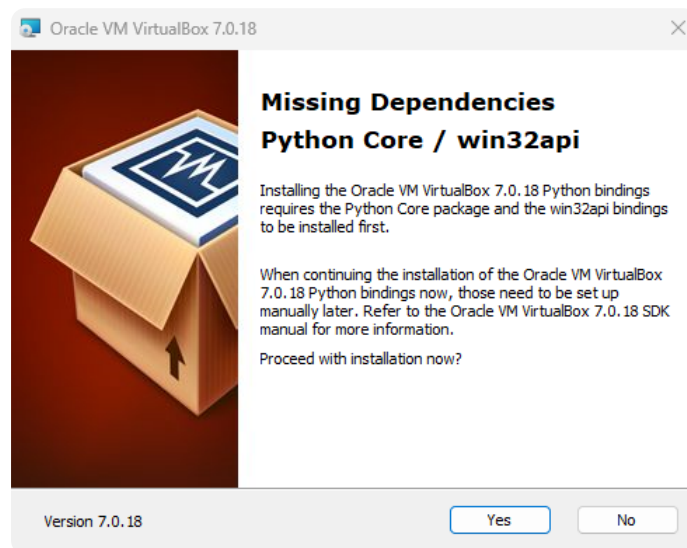 Oracle VM VirtualBox 7.0.18
Missing Dependencies
Python Core / win32api
Installing the Oracle VM VirtualBox 7.0.18 Python bindings
requires the Python Core package and the win32api bindings
to be installed first.
When continuing the installation of the Oracle VM VirtualBox
7.0.18 Python bindings now, those need to be set up
manually later. Refer to the Oracle VM VirtualBox 7.0.18 SDK
manual for more information.
Proceed with installation now?
Version 7.0.18
Yes
No